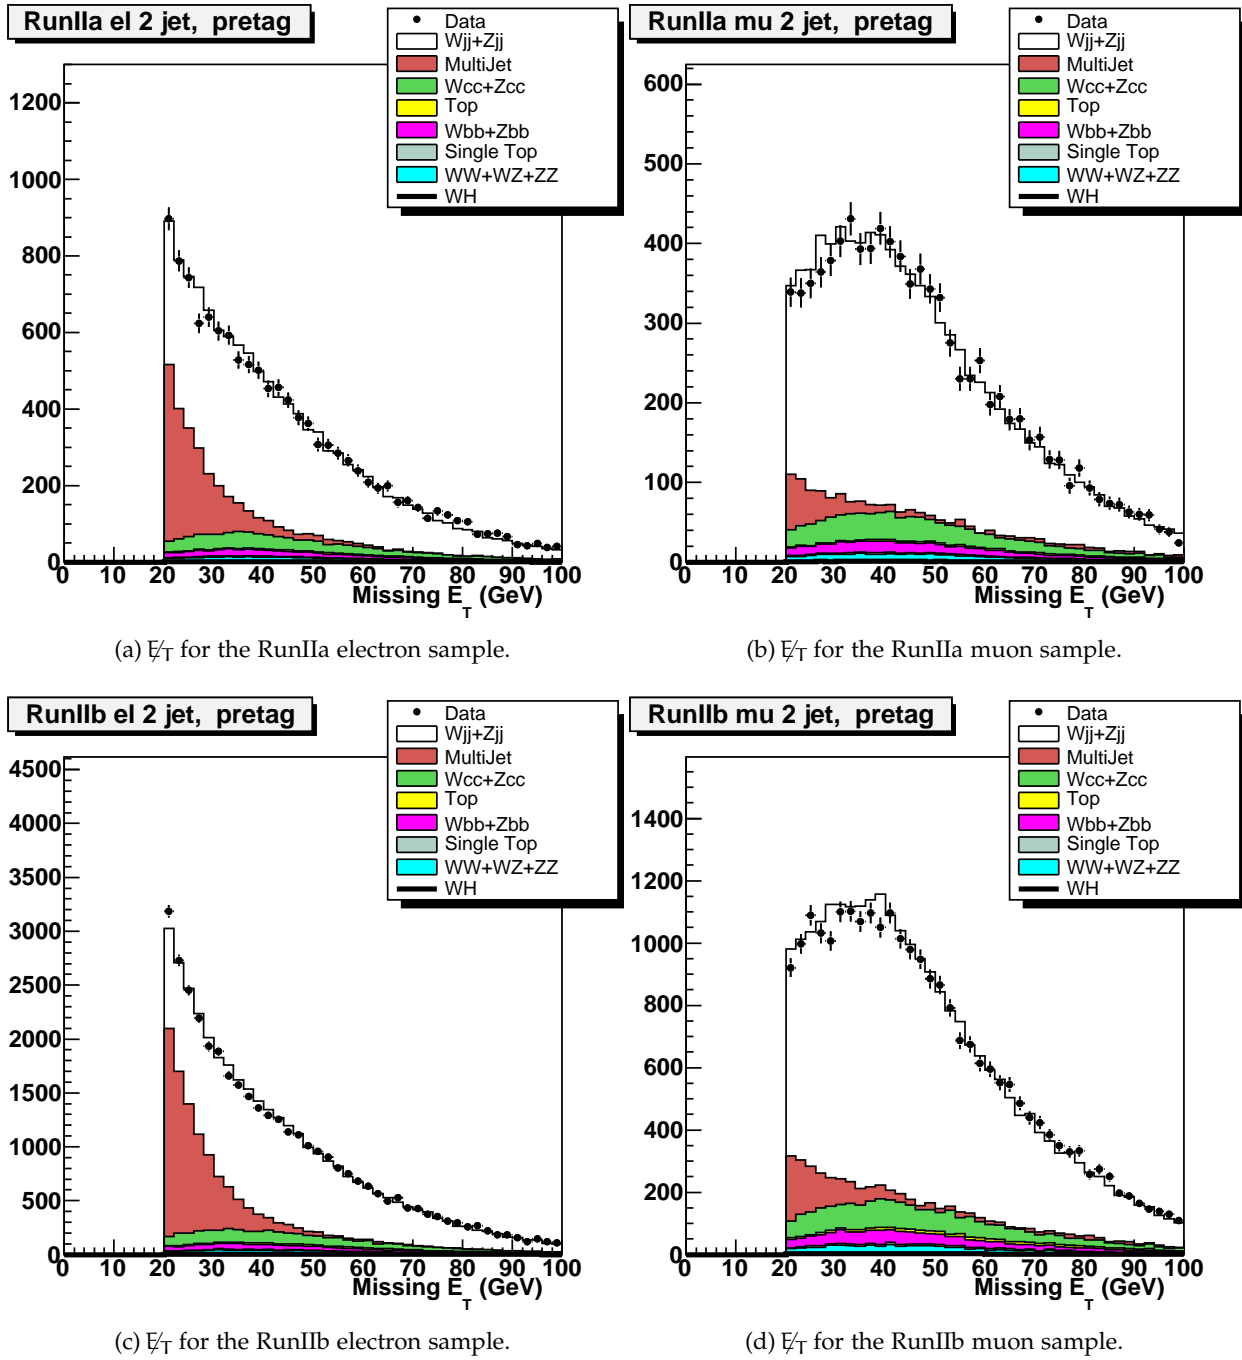 RunIIa el 2 jet, pretag
Data
Wjj+Zjj
MultiJet
Wcc+Zcc
Top
Wbb+Zbb
Single Top
WW+WZ+ZZ
WH
1200
1000
800
600
400
200
0
0 10 20 30 40 50 60 70 80 90 100
Missing E_T (GeV)
(a) E̸T for the RunIIa electron sample.
RunIIa mu 2 jet, pretag
Data
Wjj+Zjj
MultiJet
Wcc+Zcc
Top
Wbb+Zbb
Single Top
WW+WZ+ZZ
WH
600
500
400
300
200
100
0
0 10 20 30 40 50 60 70 80 90 100
Missing E_T (GeV)
(b) E̸T for the RunIIa muon sample.
RunIIb el 2 jet, pretag
Data
Wjj+Zjj
MultiJet
Wcc+Zcc
Top
Wbb+Zbb
Single Top
WW+WZ+ZZ
WH
4500
4000
3500
3000
2500
2000
1500
1000
500
0
0 10 20 30 40 50 60 70 80 90 100
Missing E_T (GeV)
(c) E̸T for the RunIIb electron sample.
RunIIb mu 2 jet, pretag
Data
Wjj+Zjj
MultiJet
Wcc+Zcc
Top
Wbb+Zbb
Single Top
WW+WZ+ZZ
WH
1400
1200
1000
800
600
400
200
0
0 10 20 30 40 50 60 70 80 90 100
Missing E_T (GeV)
(d) E̸T for the RunIIb muon sample.